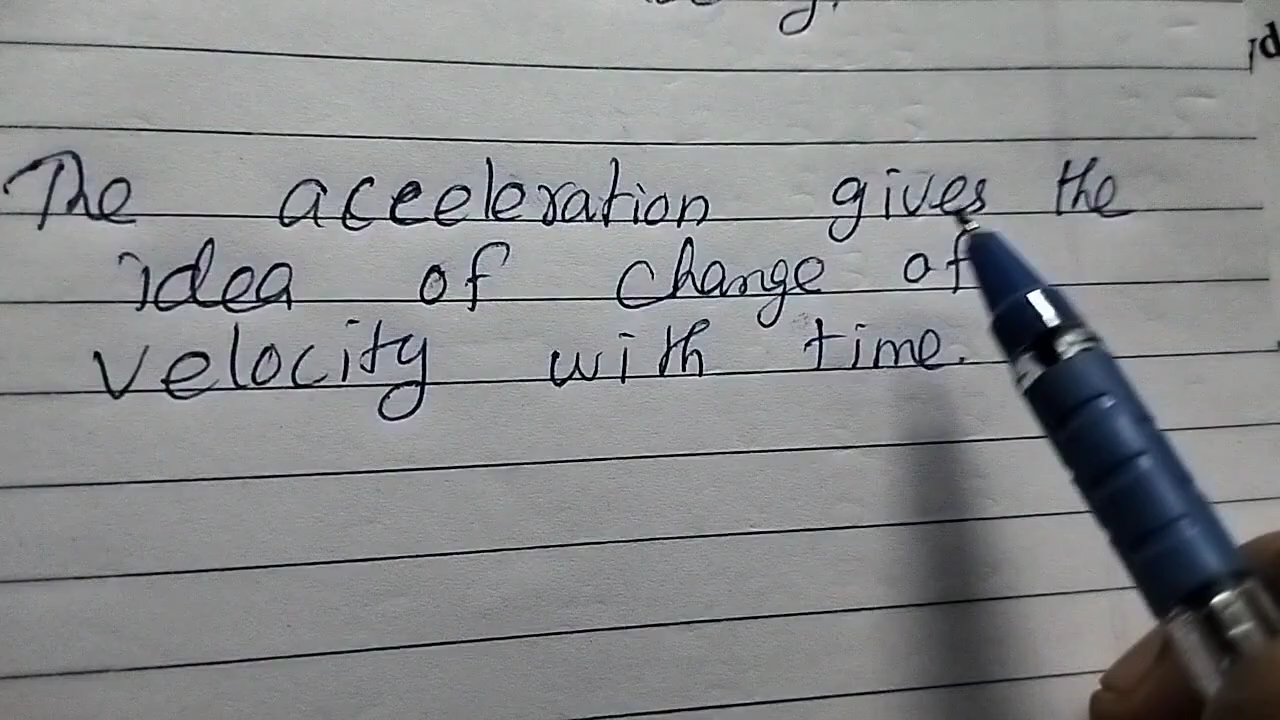 The acceleration gives the
idea of change of
velocity with time.